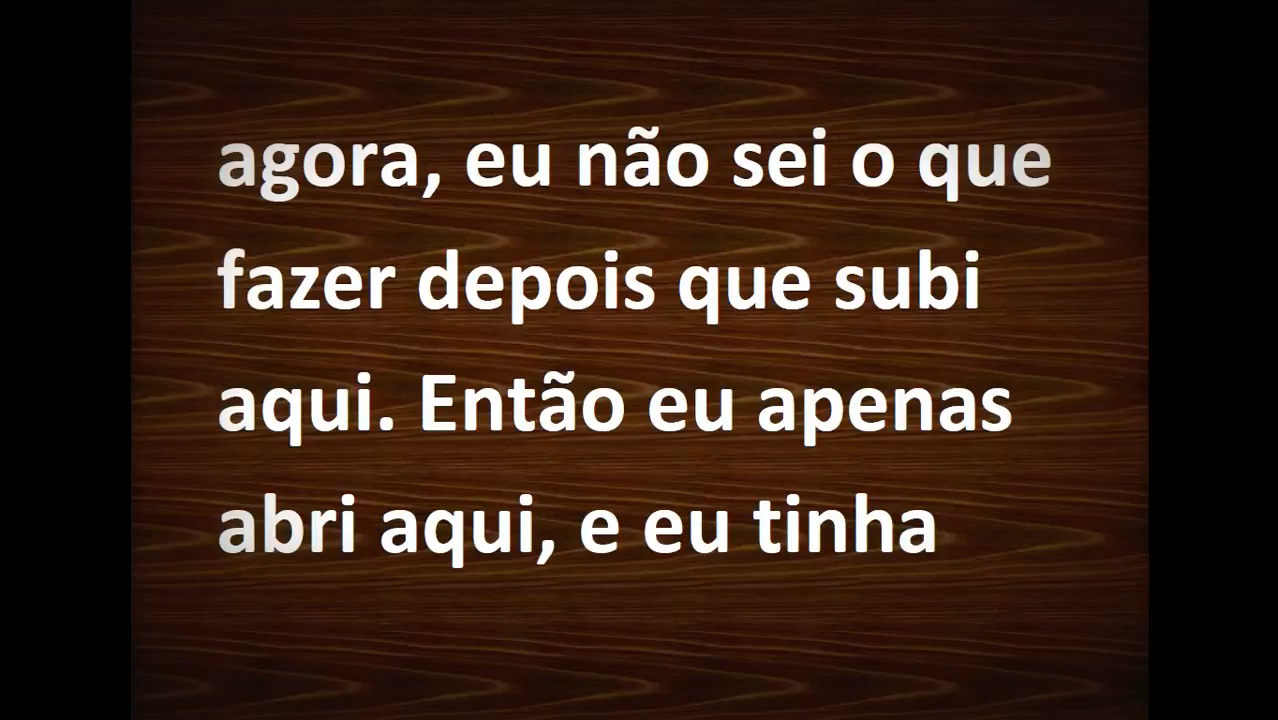 agora, eu não sei o que
fazer depois que subi
aqui. Então eu apenas
abri aqui, e eu tinha